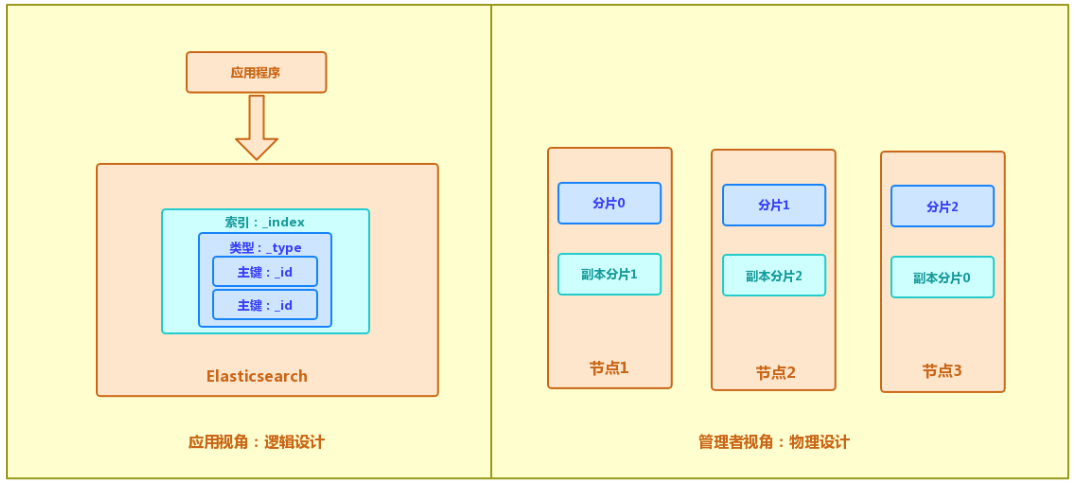 应用程序
索引：_index
类型：_type
主键：_id
主键：_id
Elasticsearch
应用视角：逻辑设计
分片0
副本分片1
节点1
分片1
副本分片2
节点2
分片2
副本分片0
节点3
管理者视角：物理设计